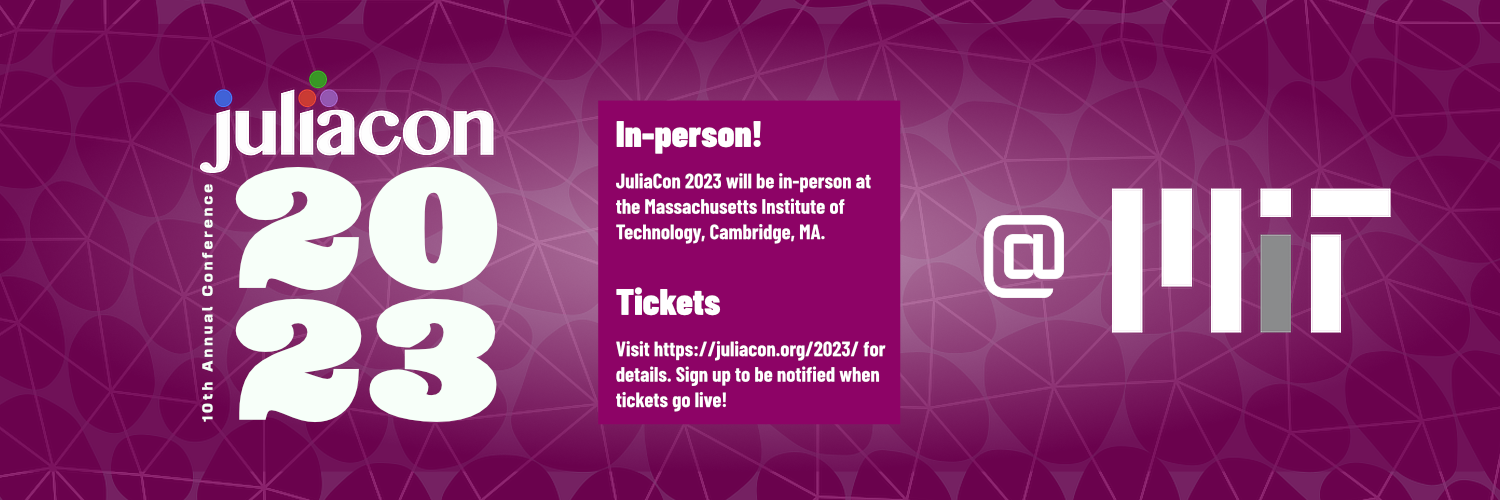 juliacon
20
23
10th Annual Conference
In-person!
JuliaCon 2023 will be in-person at
the Massachusetts Institute of
Technology, Cambridge, MA.
Tickets
Visit https://juliacon.org/2023/ for
details. Sign up to be notified when
tickets go live!
@ MiT